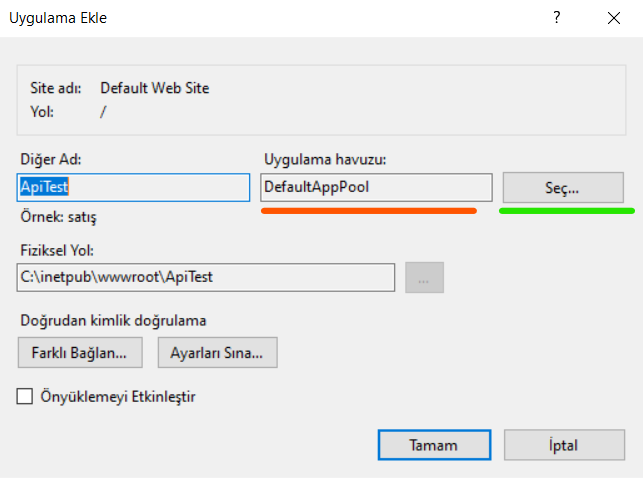 Uygulama Ekle
Site adı: Default Web Site
Yol: /
Diğer Ad:
Uygulama havuzu:
ApiTest
DefaultAppPool
Seç...
Örnek: satış
Fiziksel Yol:
C:\inetpub\wwwroot\ApiTest
...
Doğrudan kimlik doğrulama
Farklı Bağlan...
Ayarları Sına...
Önyüklemeyi Etkinleştir
Tamam
İptal